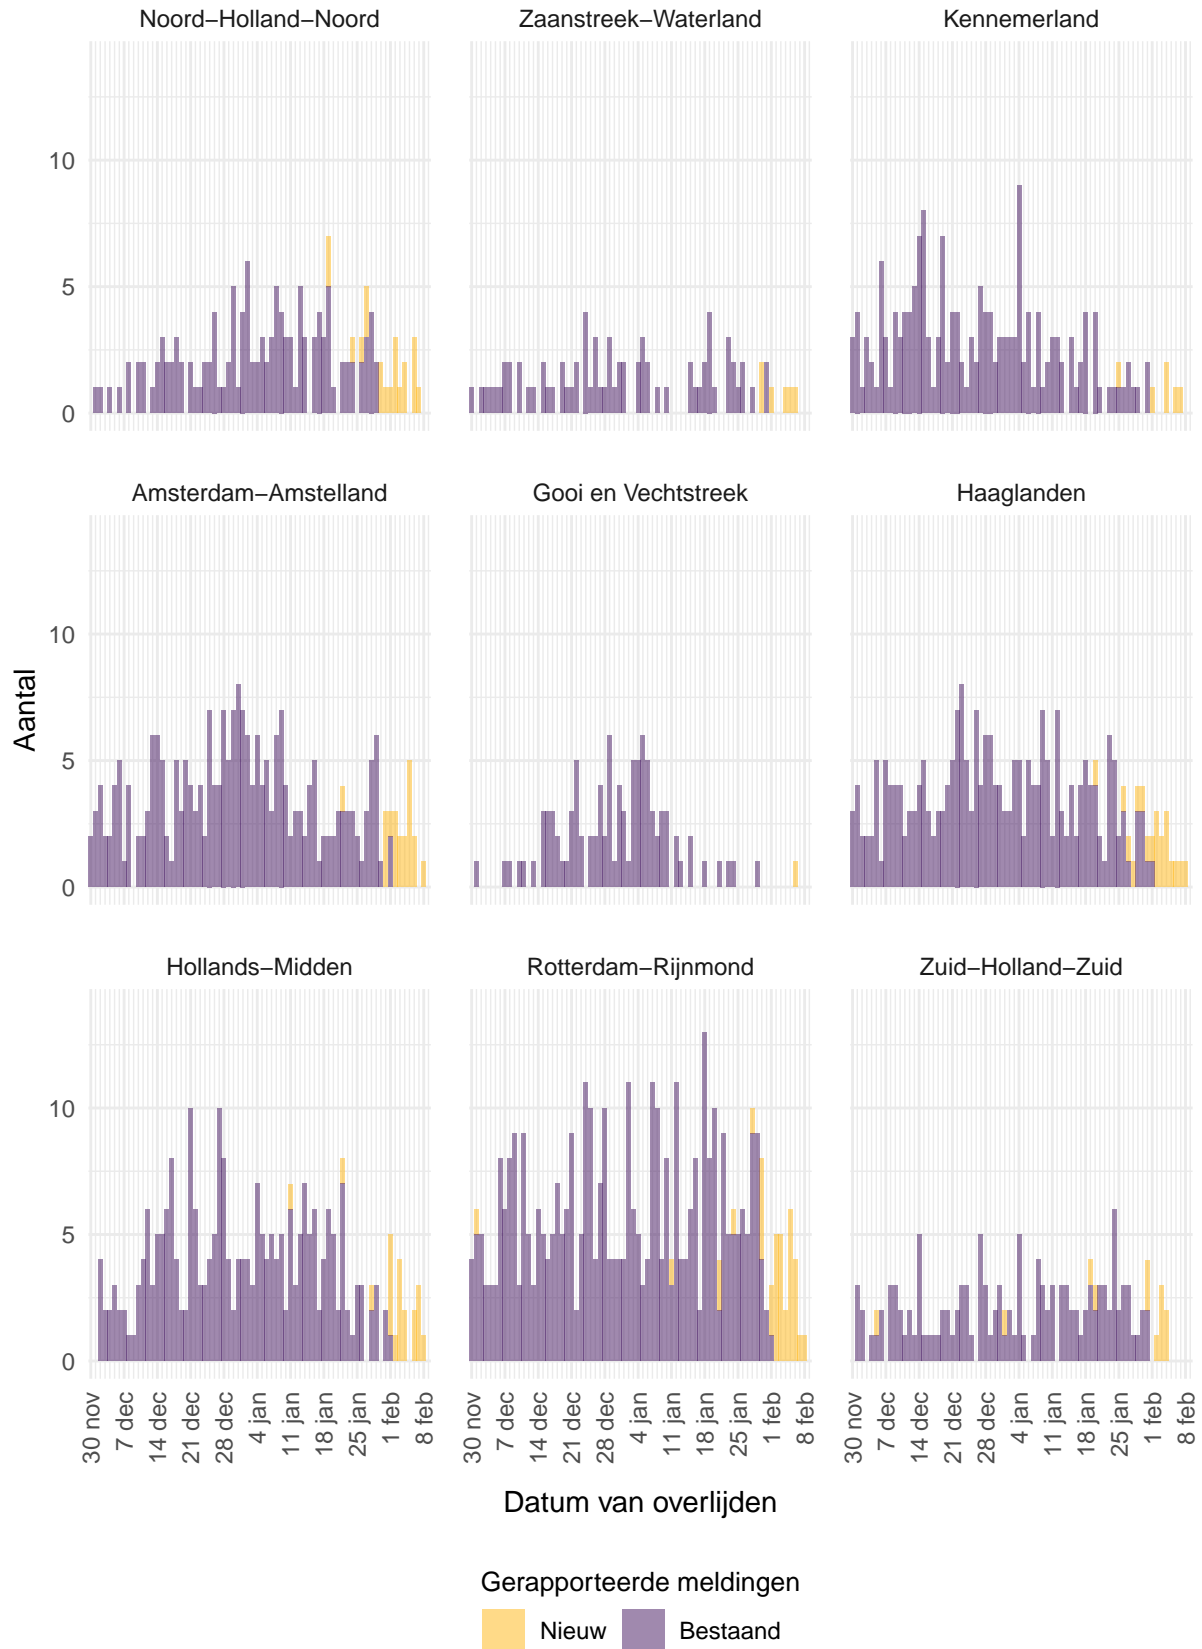 Noord−Holland−Noord
Zaanstreek−Waterland
Kennemerland
10
5
0
Amsterdam−Amstelland
Gooi en Vechtstreek
Haaglanden
10
5
0
Aantal
Hollands−Midden
Rotterdam−Rijnmond
Zuid−Holland−Zuid
10
5
0
30 nov
7 dec
14 dec
21 dec
28 dec
4 jan
11 jan
18 jan
25 jan
1 feb
8 feb
30 nov
7 dec
14 dec
21 dec
28 dec
4 jan
11 jan
18 jan
25 jan
1 feb
8 feb
30 nov
7 dec
14 dec
21 dec
28 dec
4 jan
11 jan
18 jan
25 jan
1 feb
8 feb
Datum van overlijden
Gerapporteerde meldingen
Nieuw
Bestaand